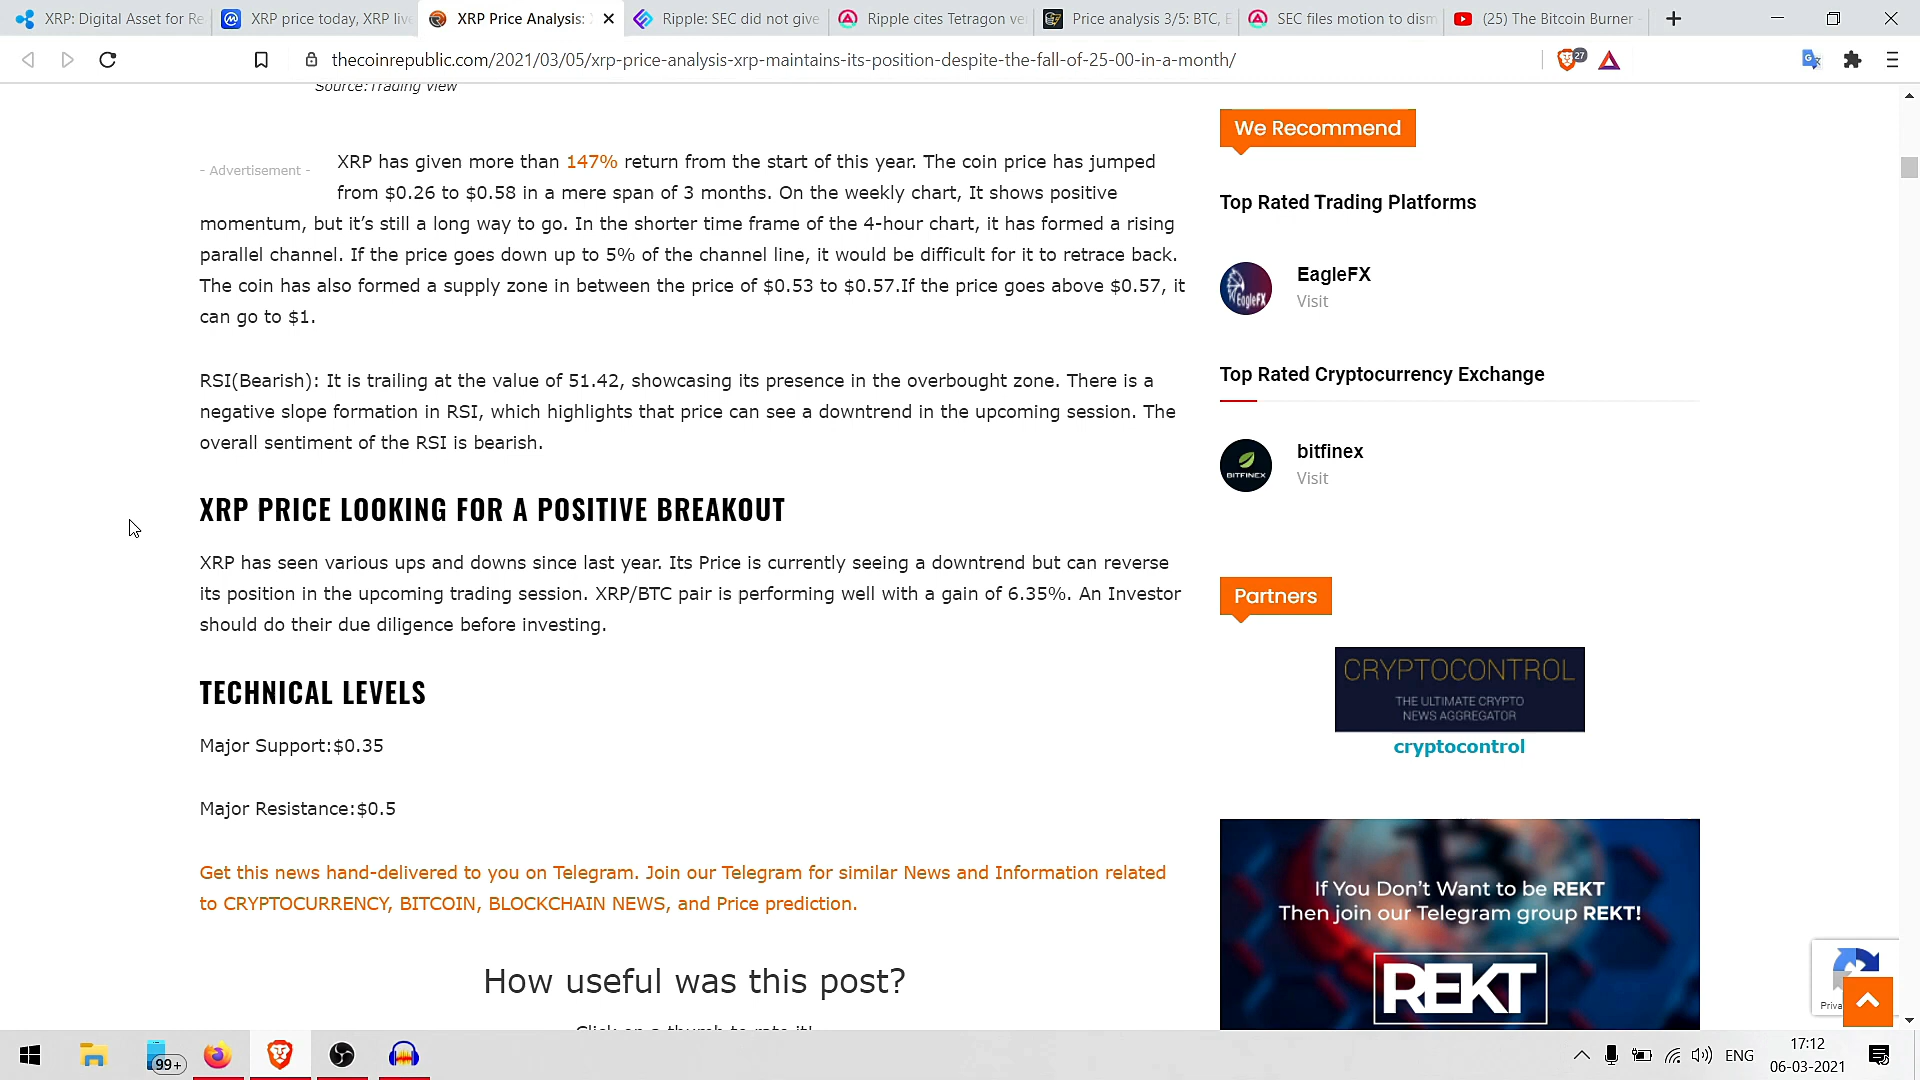 XRP: Digital Asset for Re
XRP price today, XRP live
XRP Price Analysis:
Ripple: SEC did not give
Ripple cites Tetragon ve
Price analysis 3/5: BTC, E
SEC files motion to dism
(25) The Bitcoin Burner -
thecoinrepublic.com/2021/03/05/xrp-price-analysis-xrp-maintains-its-position-despite-the-fall-of-25-00-in-a-month/
27
Source:Trading View
- Advertisement -
XRP has given more than 147% return from the start of this year. The coin price has jumped
from $0.26 to $0.58 in a mere span of 3 months. On the weekly chart, It shows positive
momentum, but it’s still a long way to go. In the shorter time frame of the 4-hour chart, it has formed a rising
parallel channel. If the price goes down up to 5% of the channel line, it would be difficult for it to retrace back.
The coin has also formed a supply zone in between the price of $0.53 to $0.57.If the price goes above $0.57, it
can go to $1.
RSI(Bearish): It is trailing at the value of 51.42, showcasing its presence in the overbought zone. There is a
negative slope formation in RSI, which highlights that price can see a downtrend in the upcoming session. The
overall sentiment of the RSI is bearish.
XRP PRICE LOOKING FOR A POSITIVE BREAKOUT
XRP has seen various ups and downs since last year. Its Price is currently seeing a downtrend but can reverse
its position in the upcoming trading session. XRP/BTC pair is performing well with a gain of 6.35%. An Investor
should do their due diligence before investing.
TECHNICAL LEVELS
Major Support:$0.35
Major Resistance:$0.5
Get this news hand-delivered to you on Telegram. Join our Telegram for similar News and Information related
to CRYPTOCURRENCY, BITCOIN, BLOCKCHAIN NEWS, and Price prediction.
How useful was this post?
Click on a thumb to rate it!
We Recommend
Top Rated Trading Platforms
EagleFX
EagleFX
Visit
Top Rated Cryptocurrency Exchange
BITFINEX
bitfinex
Visit
Partners
CRYPTOCONTROL
THE ULTIMATE CRYPTO
NEWS AGGREGATOR
cryptocontrol
If You Don’t Want to be REKT
Then join our Telegram group REKT!
REKT
Priva
99+
ENG
17:12
06-03-2021